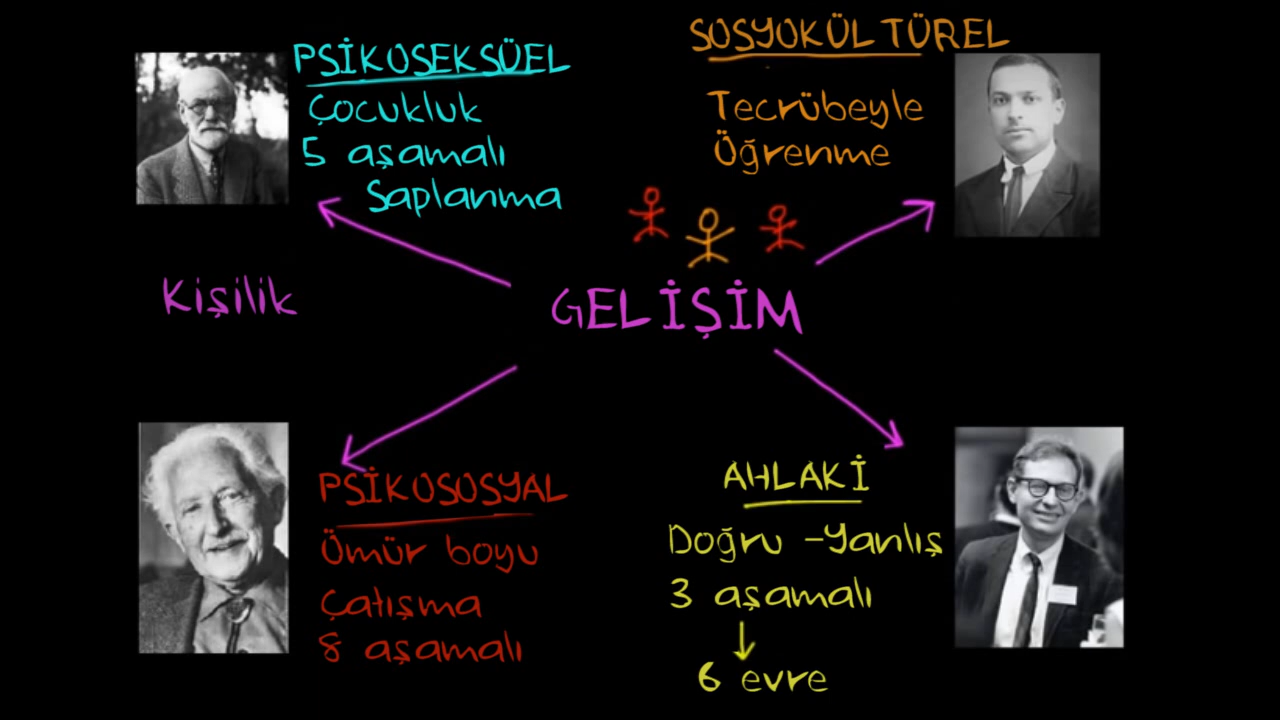 PSİKOSEKSÜEL
Çocukluk
5 aşamalı
Saplanma
SOSYOKÜLTÜREL
Tecrübeyle
Öğrenme
Kişilik
GELİŞİM
PSİKOSOSYAL
Ömür boyu
Çatışma
8 aşamalı
AHLAKİ
Doğru -Yanlış
3 aşamalı
6 evre